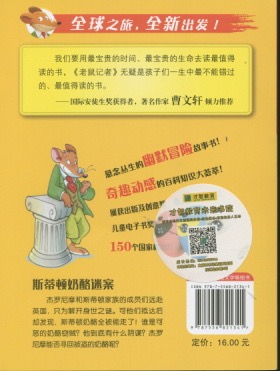 全球之旅，全新出发！
我们要用最宝贵的时间、最宝贵的生命去读最值得
读的书，《老鼠记者》无疑是孩子们一生中最不能错过
的、最值得读的书。
——国际安徒生奖获得者，著名作家 曹文轩 倾力推荐
最惊丛生的幽默冒险故事书！
奇趣动感的百科知识大荟萃！
儿童电子书奖
150个国家
斯蒂顿奶酪迷案
杰罗尼摩和斯蒂顿家族的成员们远赴
英国，只为解开身世之谜。可他们抵达后
却发现，斯蒂顿奶酪全被偷走了！谁是可
恶的奶酪窃贼？他到底有什么阴谋？杰罗
尼摩能否寻回被盗的奶酪呢？
定价：16.00 元